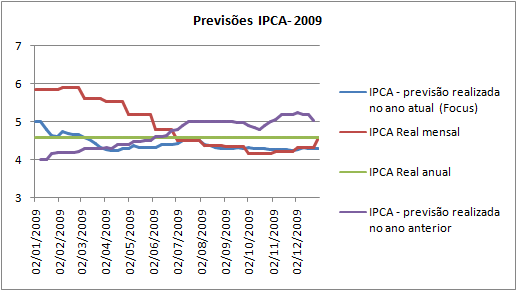 Previsões IPCA- 2009
7
6
5
4
3
02/01/2009
02/02/2009
02/03/2009
02/04/2009
02/05/2009
02/06/2009
02/07/2009
02/08/2009
02/09/2009
02/10/2009
02/11/2009
02/12/2009
IPCA - previsão realizada
no ano atual (Focus)
IPCA Real mensal
IPCA Real anual
IPCA - previsão realizada
no ano anterior